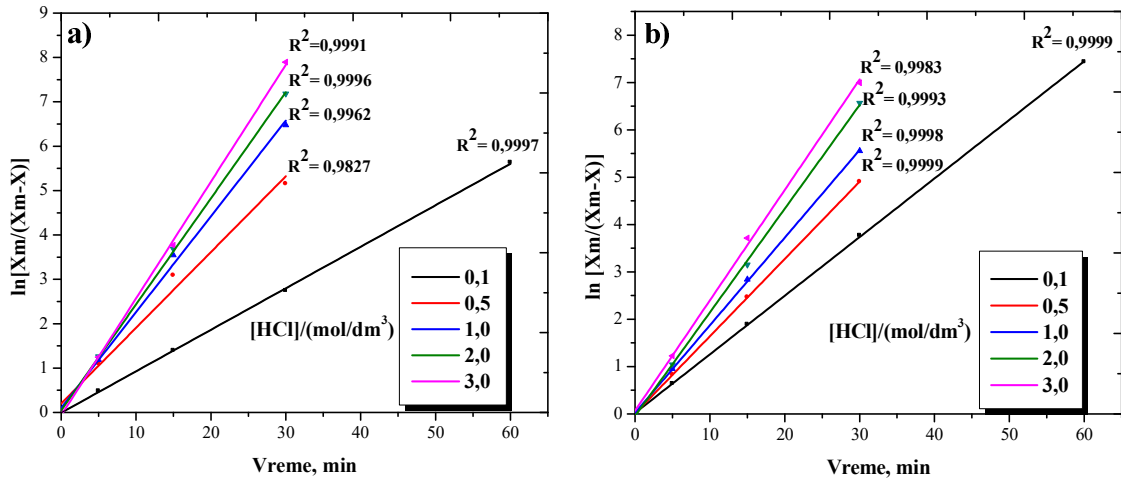 a)
R²=0,9991
R²= 0,9996
R²= 0,9962
R²= 0,9827
R²= 0,9997
ln[Xm/(Xm-X)]
9
8
7
6
5
4
3
2
1
0
0,1
0,5
1,0
2,0
3,0
[HCl]/(mol/dm³)
0 10 20 30 40 50 60
Vreme, min
b)
R²= 0,9999
R²= 0,9983
R²= 0,9993
R²= 0,9998
R²= 0,9999
ln [Xm/(Xm-X)]
8
7
6
5
4
3
2
1
0
0,1
0,5
1,0
2,0
3,0
[HCl]/(mol/dm³)
0 10 20 30 40 50 60
Vreme, min